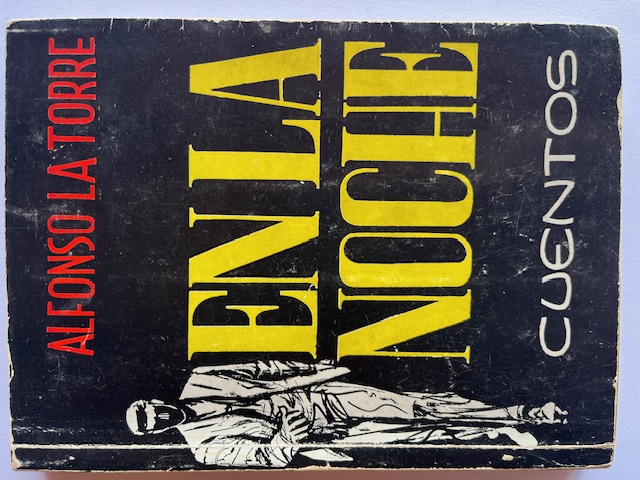 ALFONSO LA TORRE
EN LA
NOCHE
CUENTOS